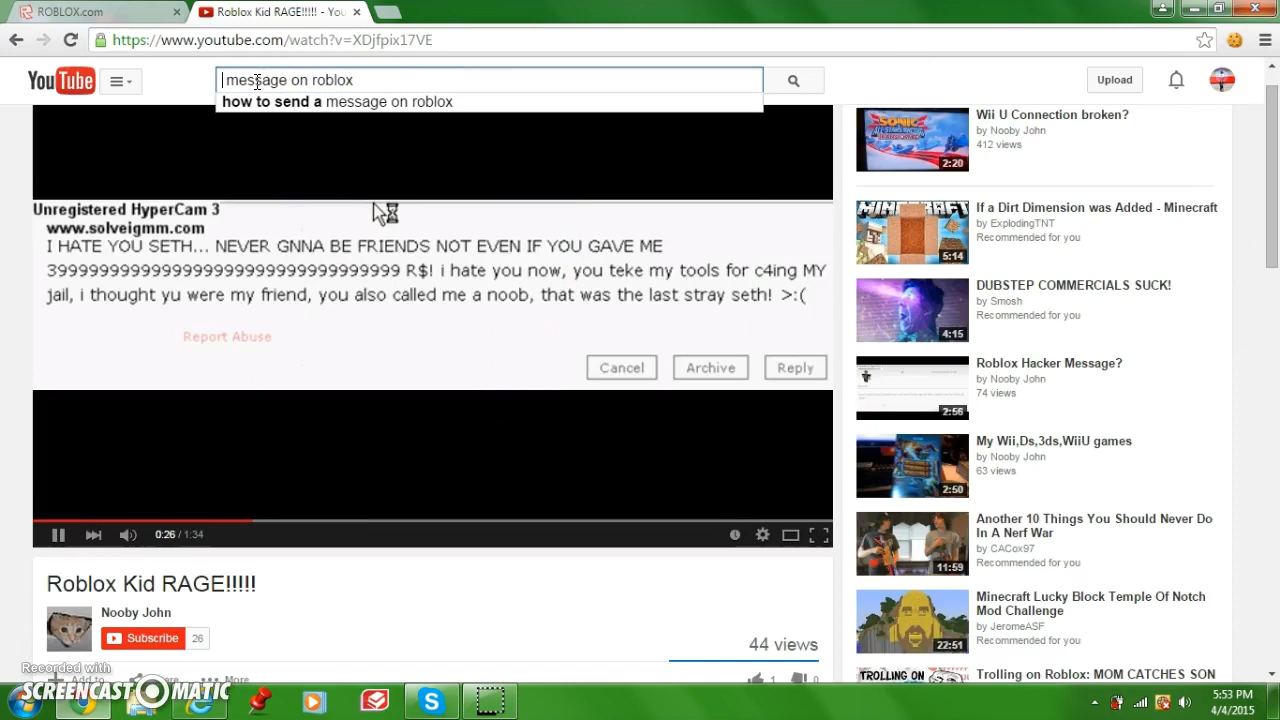 ROBLOX.com
Roblox Kid RAGE!!!!! - You
https://www.youtube.com/watch?v=XDjfpix17VE
YouTube
message on roblox
Upload
how to send a message on roblox
Unregistered HyperCam 3
www.solveigmm.com
I HATE YOU SETH... NEVER GNNA BE FRIENDS NOT EVEN IF YOU GAVE ME
39999999999999999999999999999999999 R$! i hate you now, you teke my tools for c4ing MY
jail, i thought yu were my friend, you also called me a noob, that was the last stray seth! >:(
Report Abuse
Cancel
Archive
Reply
0:26 / 1:34
Roblox Kid RAGE!!!!!
Nooby John
Subscribe 26
44 views
Add to
More
1
0
Wii U Connection broken?
by Nooby John
412 views
2:20
MINECRAFT
If a Dirt Dimension was Added - Minecraft
by ExplodingTNT
Recommended for you
5:14
DUBSTEP COMMERCIALS SUCK!
by Smosh
Recommended for you
4:15
Roblox Hacker Message?
by Nooby John
74 views
2:56
My Wii,Ds,3ds,WiiU games
by Nooby John
63 views
2:50
Another 10 Things You Should Never Do
In A Nerf War
by CACox97
Recommended for you
11:59
Minecraft Lucky Block Temple Of Notch
Mod Challenge
by JeromeASF
Recommended for you
22:51
TROLLING ON
Trolling on Roblox: MOM CATCHES SON
Recorded with
SCREENCAST MATIC
5:53 PM
4/4/2015